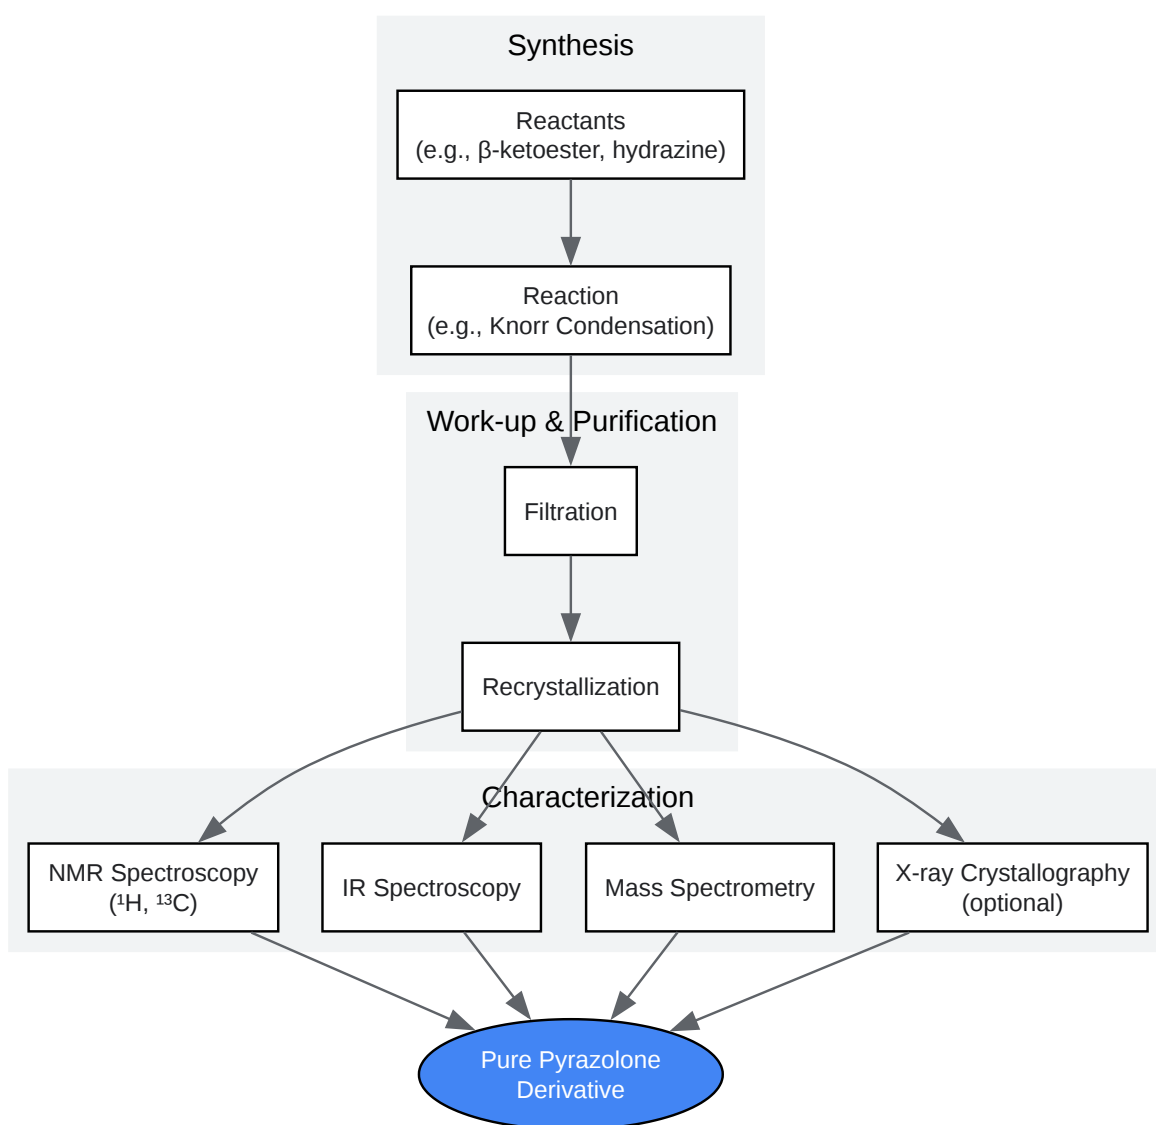 Synthesis
Reactants
(e.g., β-ketoester, hydrazine)
Reaction
(e.g., Knorr Condensation)
Work-up & Purification
Filtration
Recrystallization
Characterization
NMR Spectroscopy
(¹H, ¹³C)
IR Spectroscopy
Mass Spectrometry
X-ray Crystallography
(optional)
Pure Pyrazolone
Derivative